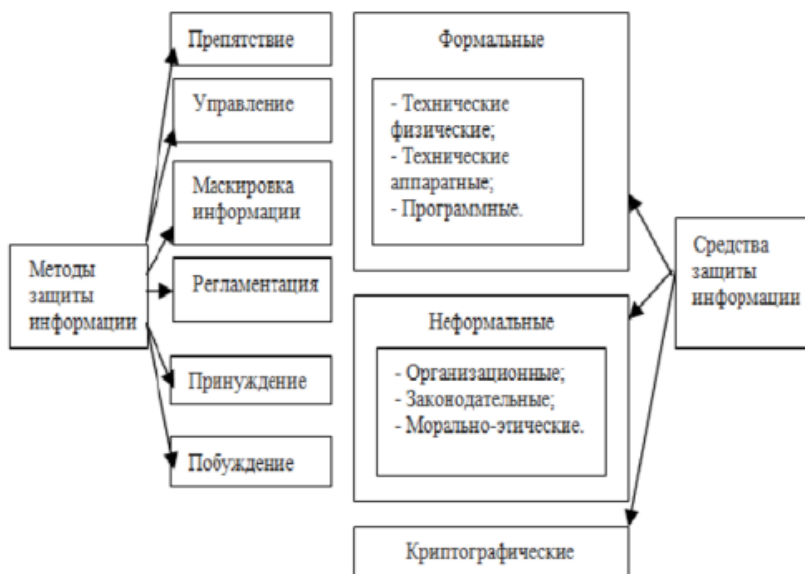 Методы
защиты
информации
Препятствие
Управление
Маскировка
информации
Регламентация
Принуждение
Побуждение
Формальные
- Технические
физические;
- Технические
аппаратные;
- Программные.
Неформальные
- Организационные;
- Законодательные;
- Морально-этические.
Криптографические
Средства
защиты
информации